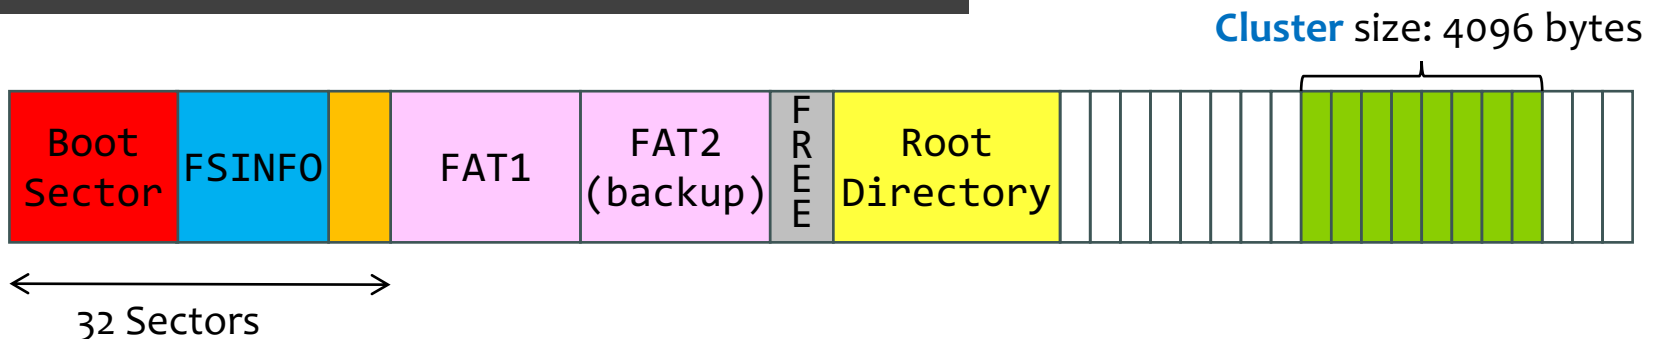 Cluster size: 4096 bytes
Boot
Sector
FSINFO
FAT1
FAT2
(backup)
F
R
E
E
Root
Directory
32 Sectors